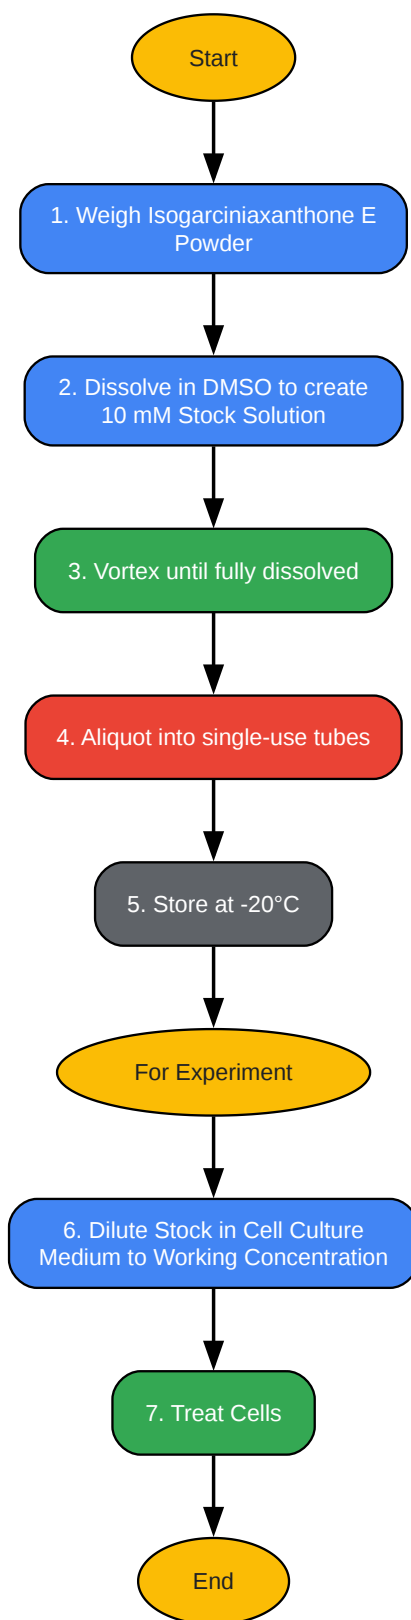 Start
1. Weigh Isogarciniaxanthone E
Powder
2. Dissolve in DMSO to create
10 mM Stock Solution
3. Vortex until fully dissolved
4. Aliquot into single-use tubes
5. Store at -20°C
For Experiment
6. Dilute Stock in Cell Culture
Medium to Working Concentration
7. Treat Cells
End